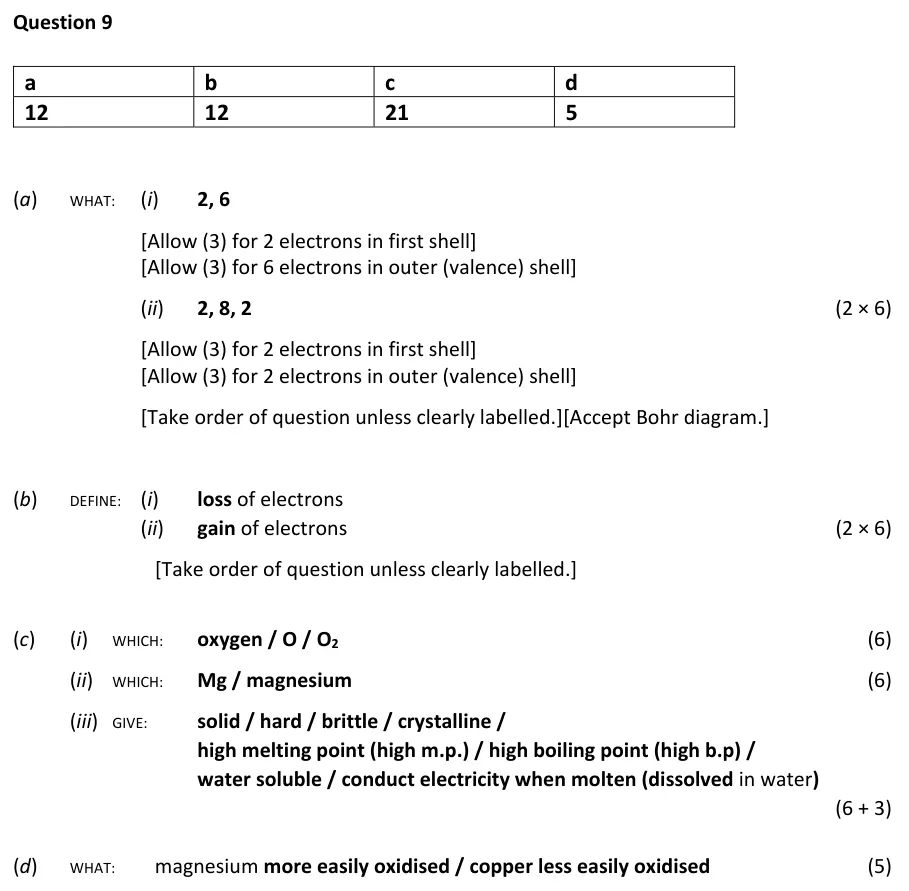 Question 9
a b c d
12 12 21 5
(a) WHAT: (i) 2, 6
[Allow (3) for 2 electrons in first shell]
[Allow (3) for 6 electrons in outer (valence) shell]
(ii) 2, 8, 2 (2 × 6)
[Allow (3) for 2 electrons in first shell]
[Allow (3) for 2 electrons in outer (valence) shell]
[Take order of question unless clearly labelled.][Accept Bohr diagram.]
(b) DEFINE: (i) loss of electrons
(ii) gain of electrons (2 × 6)
[Take order of question unless clearly labelled.]
(c) (i) WHICH: oxygen / O / O₂ (6)
(ii) WHICH: Mg / magnesium (6)
(iii) GIVE: solid / hard / brittle / crystalline /
high melting point (high m.p.) / high boiling point (high b.p) /
water soluble / conduct electricity when molten (dissolved in water)
(6 + 3)
(d) WHAT: magnesium more easily oxidised / copper less easily oxidised (5)